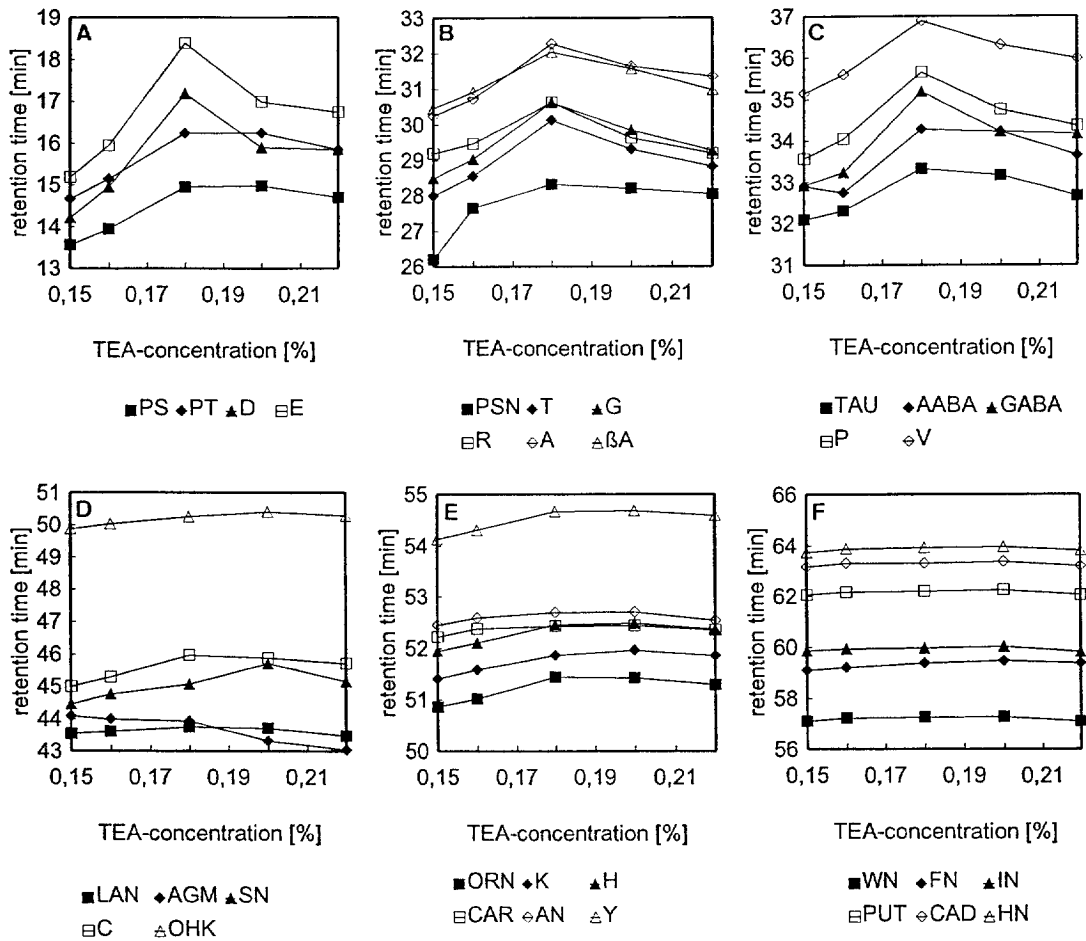 A
retention time [min]
19
18
17
16
15
14
13
0,15 0,17 0,19 0,21
TEA-concentration [%]
■PS ◆PT ▲D ⊟E
B
retention time [min]
33
32
31
30
29
28
27
26
0,15 0,17 0,19 0,21
TEA-concentration [%]
■PSN ◆T ▲G
⊟R ◇A △ßA
C
retention time [min]
37
36
35
34
33
32
31
0,15 0,17 0,19 0,21
TEA-concentration [%]
■TAU ◆AABA ▲GABA
⊟P ◇V
D
retention time [min]
51
50
49
48
47
46
45
44
43
0,15 0,17 0,19 0,21
TEA-concentration [%]
■LAN ◆AGM ▲SN
⊟C △OHK
E
retention time [min]
55
54
53
52
51
50
0,15 0,17 0,19 0,21
TEA-concentration [%]
■ORN ◆K ▲H
⊟CAR ◇AN △Y
F
retention time [min]
66
64
62
60
58
56
0,15 0,17 0,19 0,21
TEA-concentration [%]
■WN ◆FN ▲IN
⊟PUT ◇CAD △HN